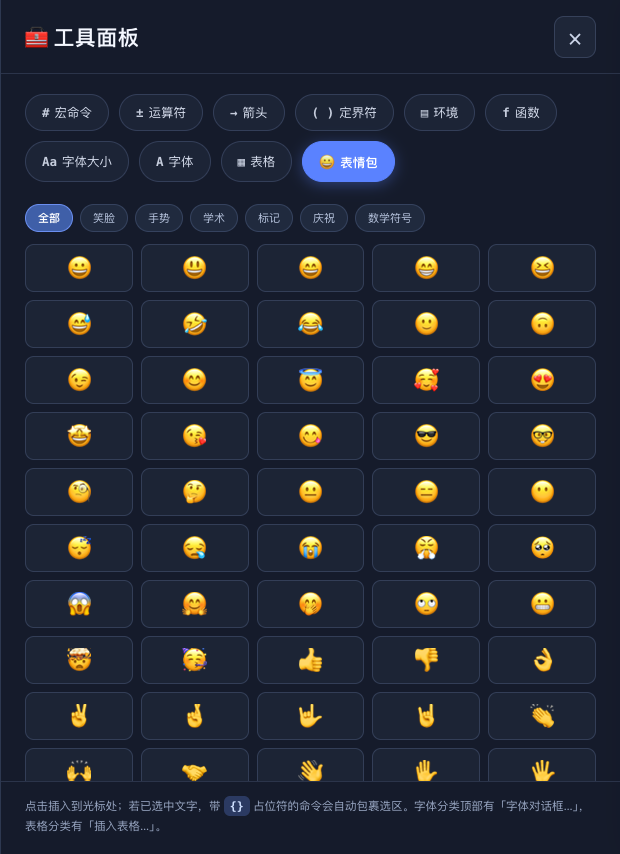 🧰 工具面板
×
# 宏命令 ± 运算符 → 箭头 ( ) 定界符 ▤ 环境 f 函数
Aa 字体大小 A 字体 ▦ 表格 😀 表情包
全部 笑脸 手势 学术 标记 庆祝 数学符号
点击插入到光标处; 若已选中文字, 带 {} 占位符的命令会自动包裹选区。字体分类顶部有「字体对话框…」,
表格分类有「插入表格…」。